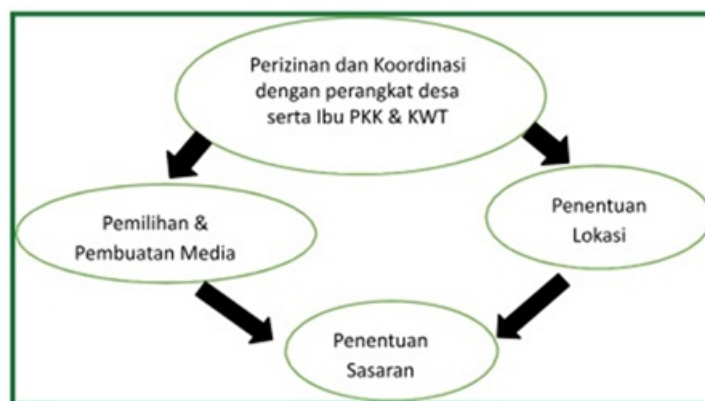 Perizinan dan Koordinasi
dengan perangkat desa
serta Ibu PKK & KWT
Pemilihan &
Pembuatan Media
Penentuan
Lokasi
Penentuan
Sasaran